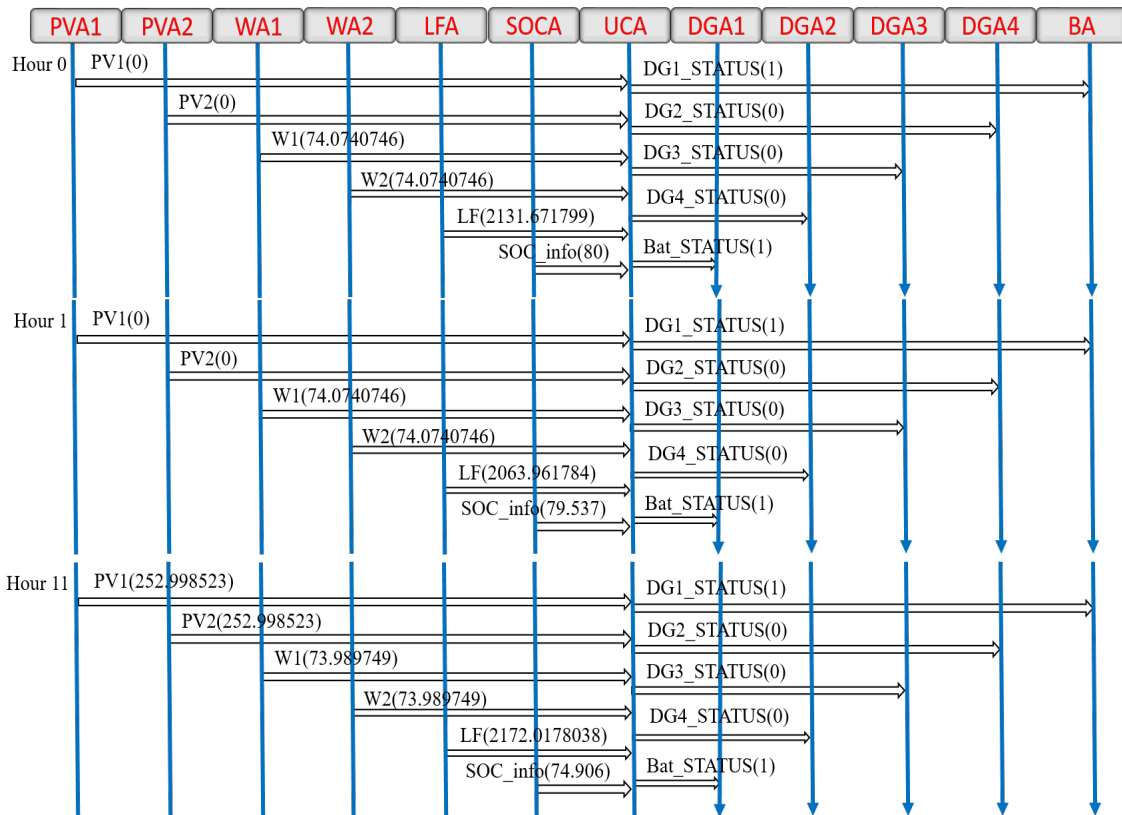 PVA1 PVA2 WA1 WA2 LFA SOCA UCA DGA1 DGA2 DGA3 DGA4 BA
Hour 0
PV1(0)
DG1_STATUS(1)
PV2(0)
DG2_STATUS(0)
W1(74.0740746)
DG3_STATUS(0)
W2(74.0740746)
DG4_STATUS(0)
LF(2131.671799)
SOC_info(80)
Bat_STATUS(1)
Hour 1
PV1(0)
DG1_STATUS(1)
PV2(0)
DG2_STATUS(0)
W1(74.0740746)
DG3_STATUS(0)
W2(74.0740746)
DG4_STATUS(0)
LF(2063.961784)
SOC_info(79.537)
Bat_STATUS(1)
Hour 11
PV1(252.998523)
DG1_STATUS(1)
PV2(252.998523)
DG2_STATUS(0)
W1(73.989749)
DG3_STATUS(0)
W2(73.989749)
DG4_STATUS(0)
LF(2172.0178038)
SOC_info(74.906)
Bat_STATUS(1)